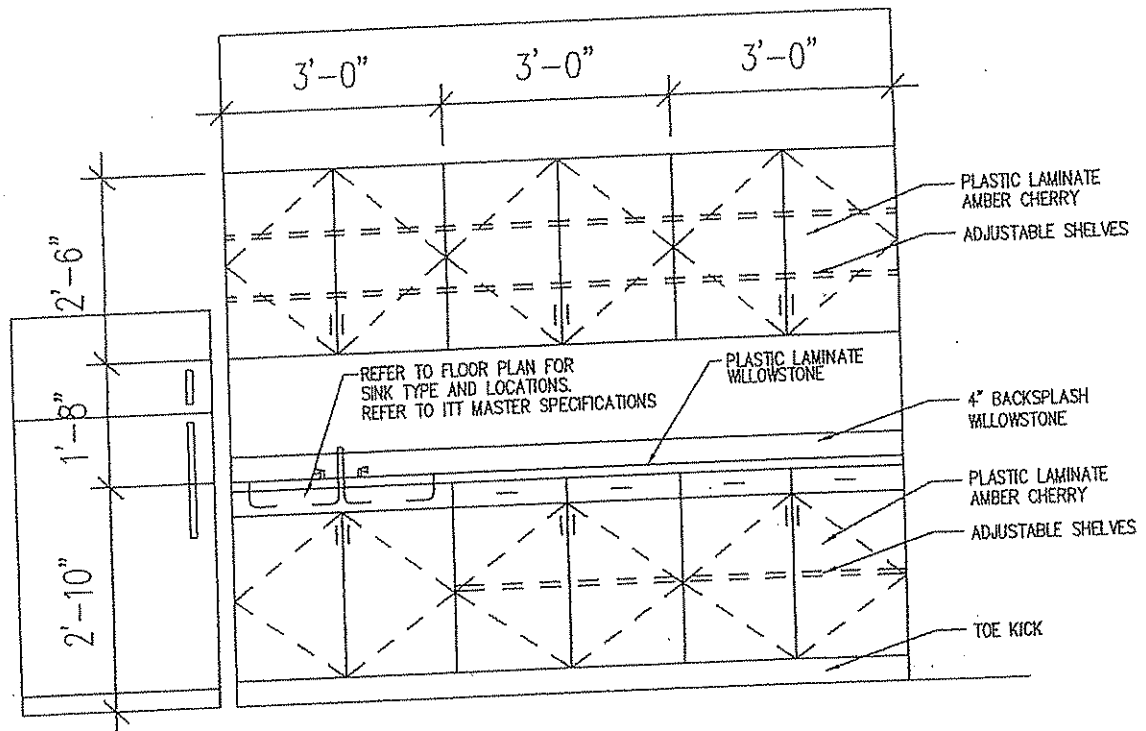 3'-0"
3'-0"
3'-0"
PLASTIC LAMINATE
AMBER CHERRY
ADJUSTABLE SHELVES
2'-6"
REFER TO FLOOR PLAN FOR
SINK TYPE AND LOCATIONS.
REFER TO ITT MASTER SPECIFICATIONS
PLASTIC LAMINATE
WILLOWSTONE
4" BACKSPLASH
WILLOWSTONE
1'-8"
PLASTIC LAMINATE
AMBER CHERRY
ADJUSTABLE SHELVES
2'-10"
TOE KICK